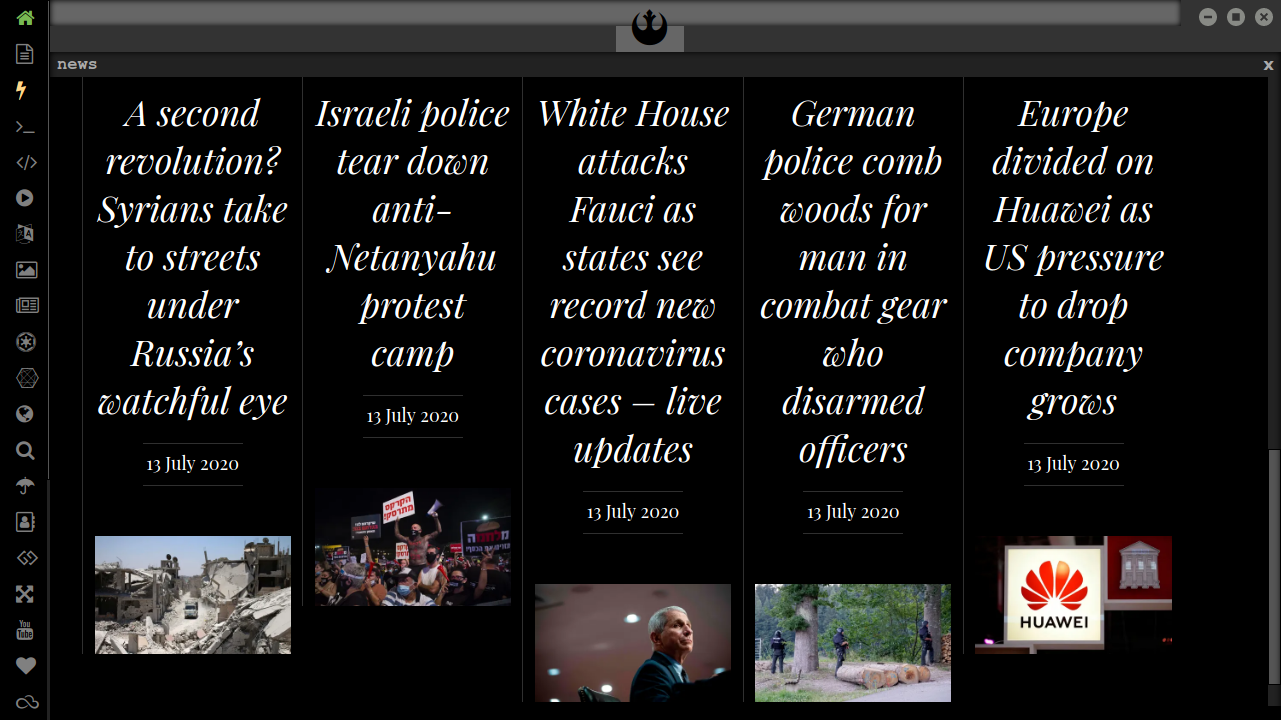 news
x
A second
revolution?
Syrians take
to streets
under
Russia’s
watchful eye
13 July 2020
Israeli police
tear down
anti-
Netanyahu
protest
camp
13 July 2020
White House
attacks
Fauci as
states see
record new
coronavirus
cases – live
updates
13 July 2020
German
police comb
woods for
man in
combat gear
who
disarmed
officers
13 July 2020
Europe
divided on
Huawei as
US pressure
to drop
company
grows
13 July 2020
HUAWEI
You
Tube